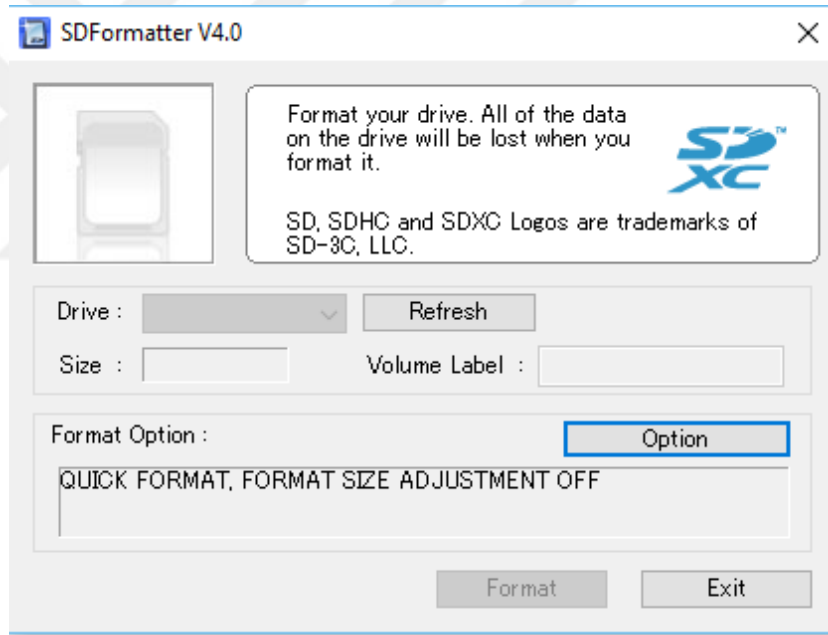 SDFormatter V4.0
Format your drive. All of the data
on the drive will be lost when you
format it.
SD XC ™
SD, SDHC and SDXC Logos are trademarks of
SD-3C, LLC.
Drive : Refresh
Size : Volume Label :
Format Option : Option
QUICK FORMAT, FORMAT SIZE ADJUSTMENT OFF
Format Exit